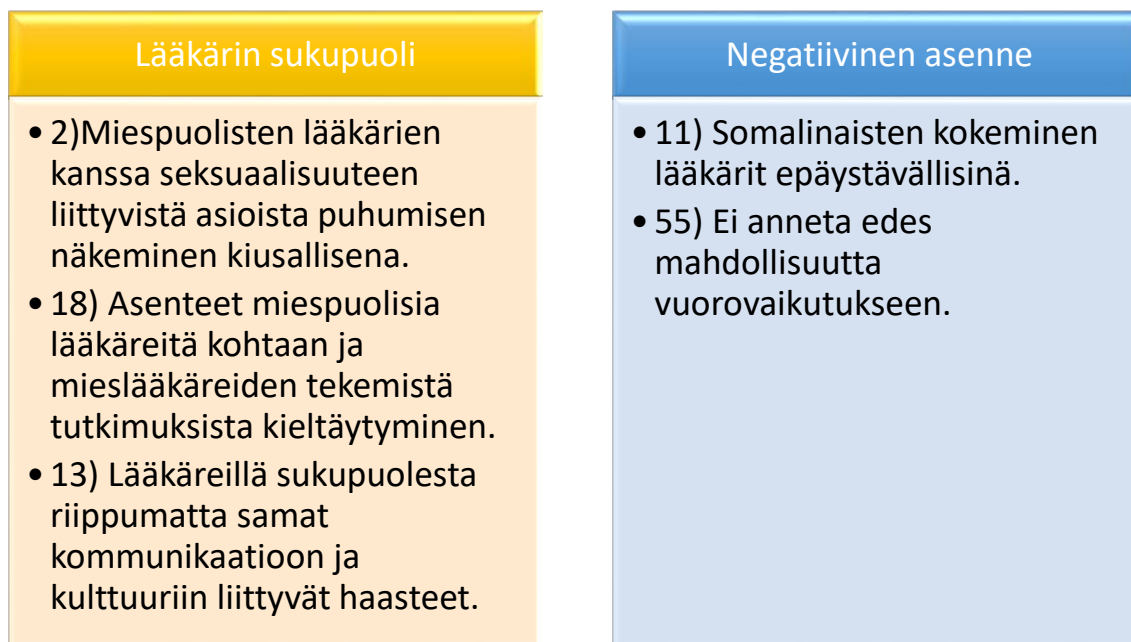 Lääkärin sukupuoli
• 2)Miespuolisten lääkärien
kanssa seksuaalisuuteen
liittyvistä asioista puhumisen
näkeminen kiusallisena.
• 18) Asenteet miespuolisia
lääkäreitä kohtaan ja
mieslääkäreiden tekemistä
tutkimuksista kieltäytyminen.
• 13) Lääkäreillä sukupuolesta
riippumatta samat
kommunikaatioon ja
kulttuuriin liittyvät haasteet.
Negatiivinen asenne
• 11) Somalinaisten kokeminen
lääkärit epäystävällisinä.
• 55) Ei anneta edes
mahdollisuutta
vuorovaikutukseen.